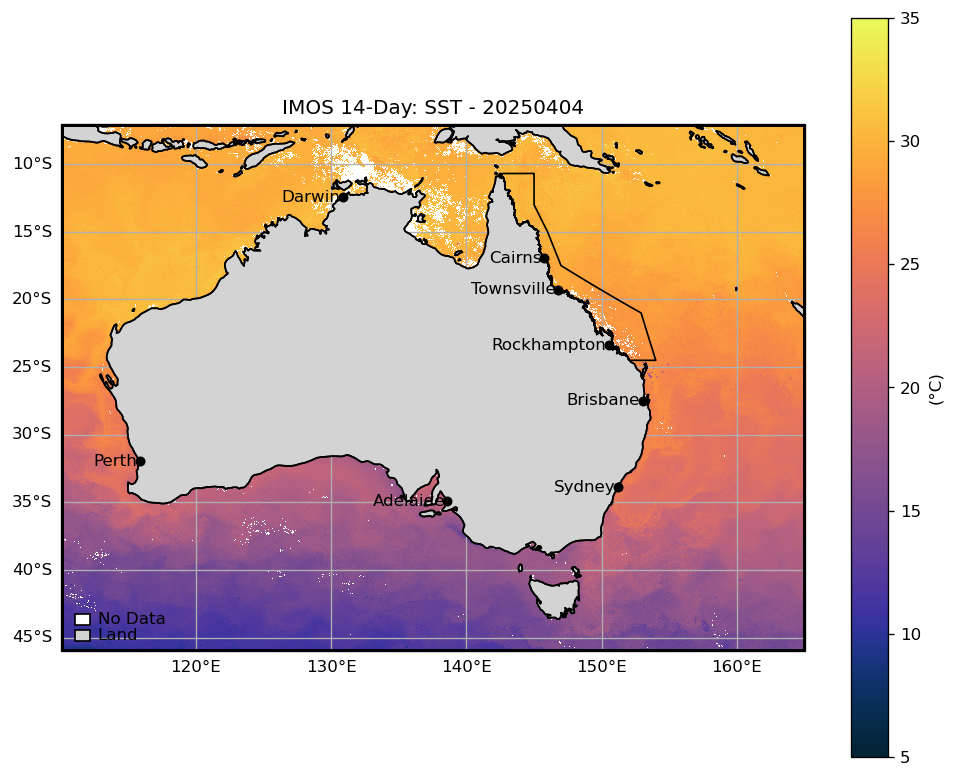 IMOS 14-Day: SST - 20250404
35
30
25
20
15
10
5
(°C)
10°S
15°S
20°S
25°S
30°S
35°S
40°S
45°S
Darwin
Cairns
Townsville
Rockhampton
Brisbane
Perth
Sydney
Adelaide
No Data
Land
120°E
130°E
140°E
150°E
160°E